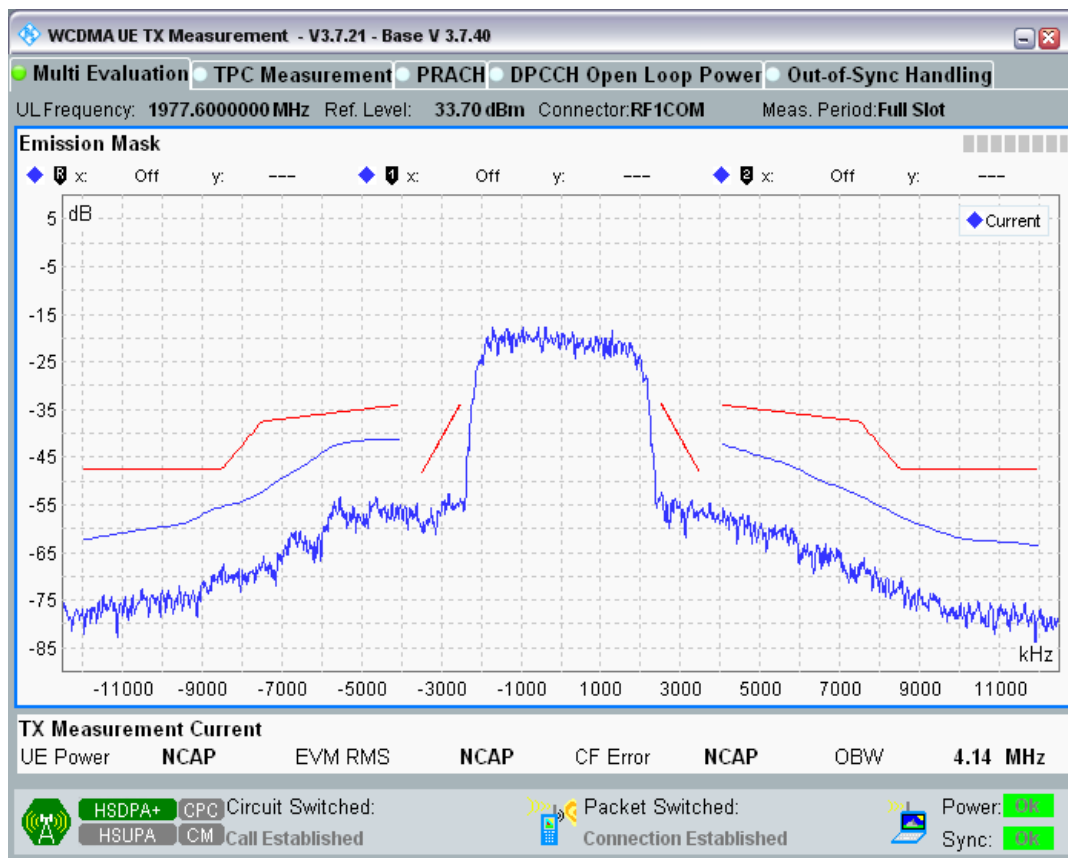 WCDMA UE TX Measurement - V3.7.21 - Base V 3.7.40
Multi Evaluation TPC Measurement PRACH DPCCH Open Loop Power Out-of-Sync Handling
UL Frequency: 1977.6000000 MHz Ref. Level: 33.70 dBm Connector:RF1COM Meas. Period:Full Slot
Emission Mask
R x: Off y: --- 1 x: Off y: --- 2 x: Off y: ---
dB
Current
5
-5
-15
-25
-35
-45
-55
-65
-75
-85
kHz
-11000 -9000 -7000 -5000 -3000 -1000 1000 3000 5000 7000 9000 11000
TX Measurement Current
UE Power NCAP EVM RMS NCAP CF Error NCAP OBW 4.14 MHz
HSDPA+ CPC Circuit Switched: Packet Switched: Power: Ok
HSUPA CM Call Established Connection Established Sync: Ok